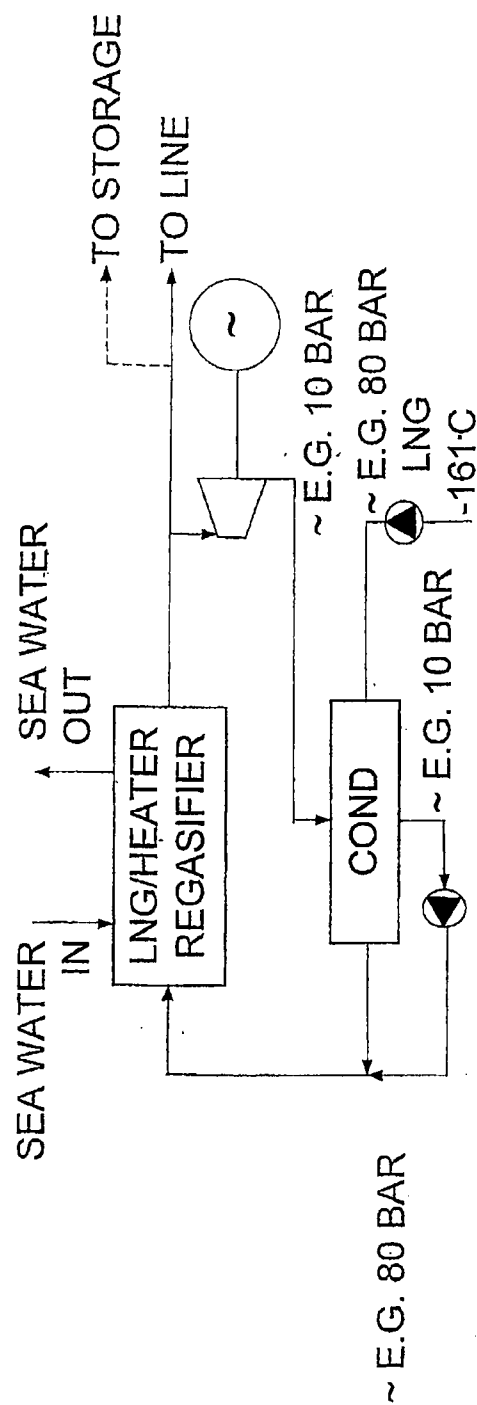 SEA WATER
IN
SEA WATER
OUT
LNG/HEATER
REGASIFIER
TO STORAGE
TO LINE
~
~ E.G. 10 BAR
~ E.G. 80 BAR
LNG
-161·C
COND
~ E.G. 10 BAR
~ E.G. 80 BAR